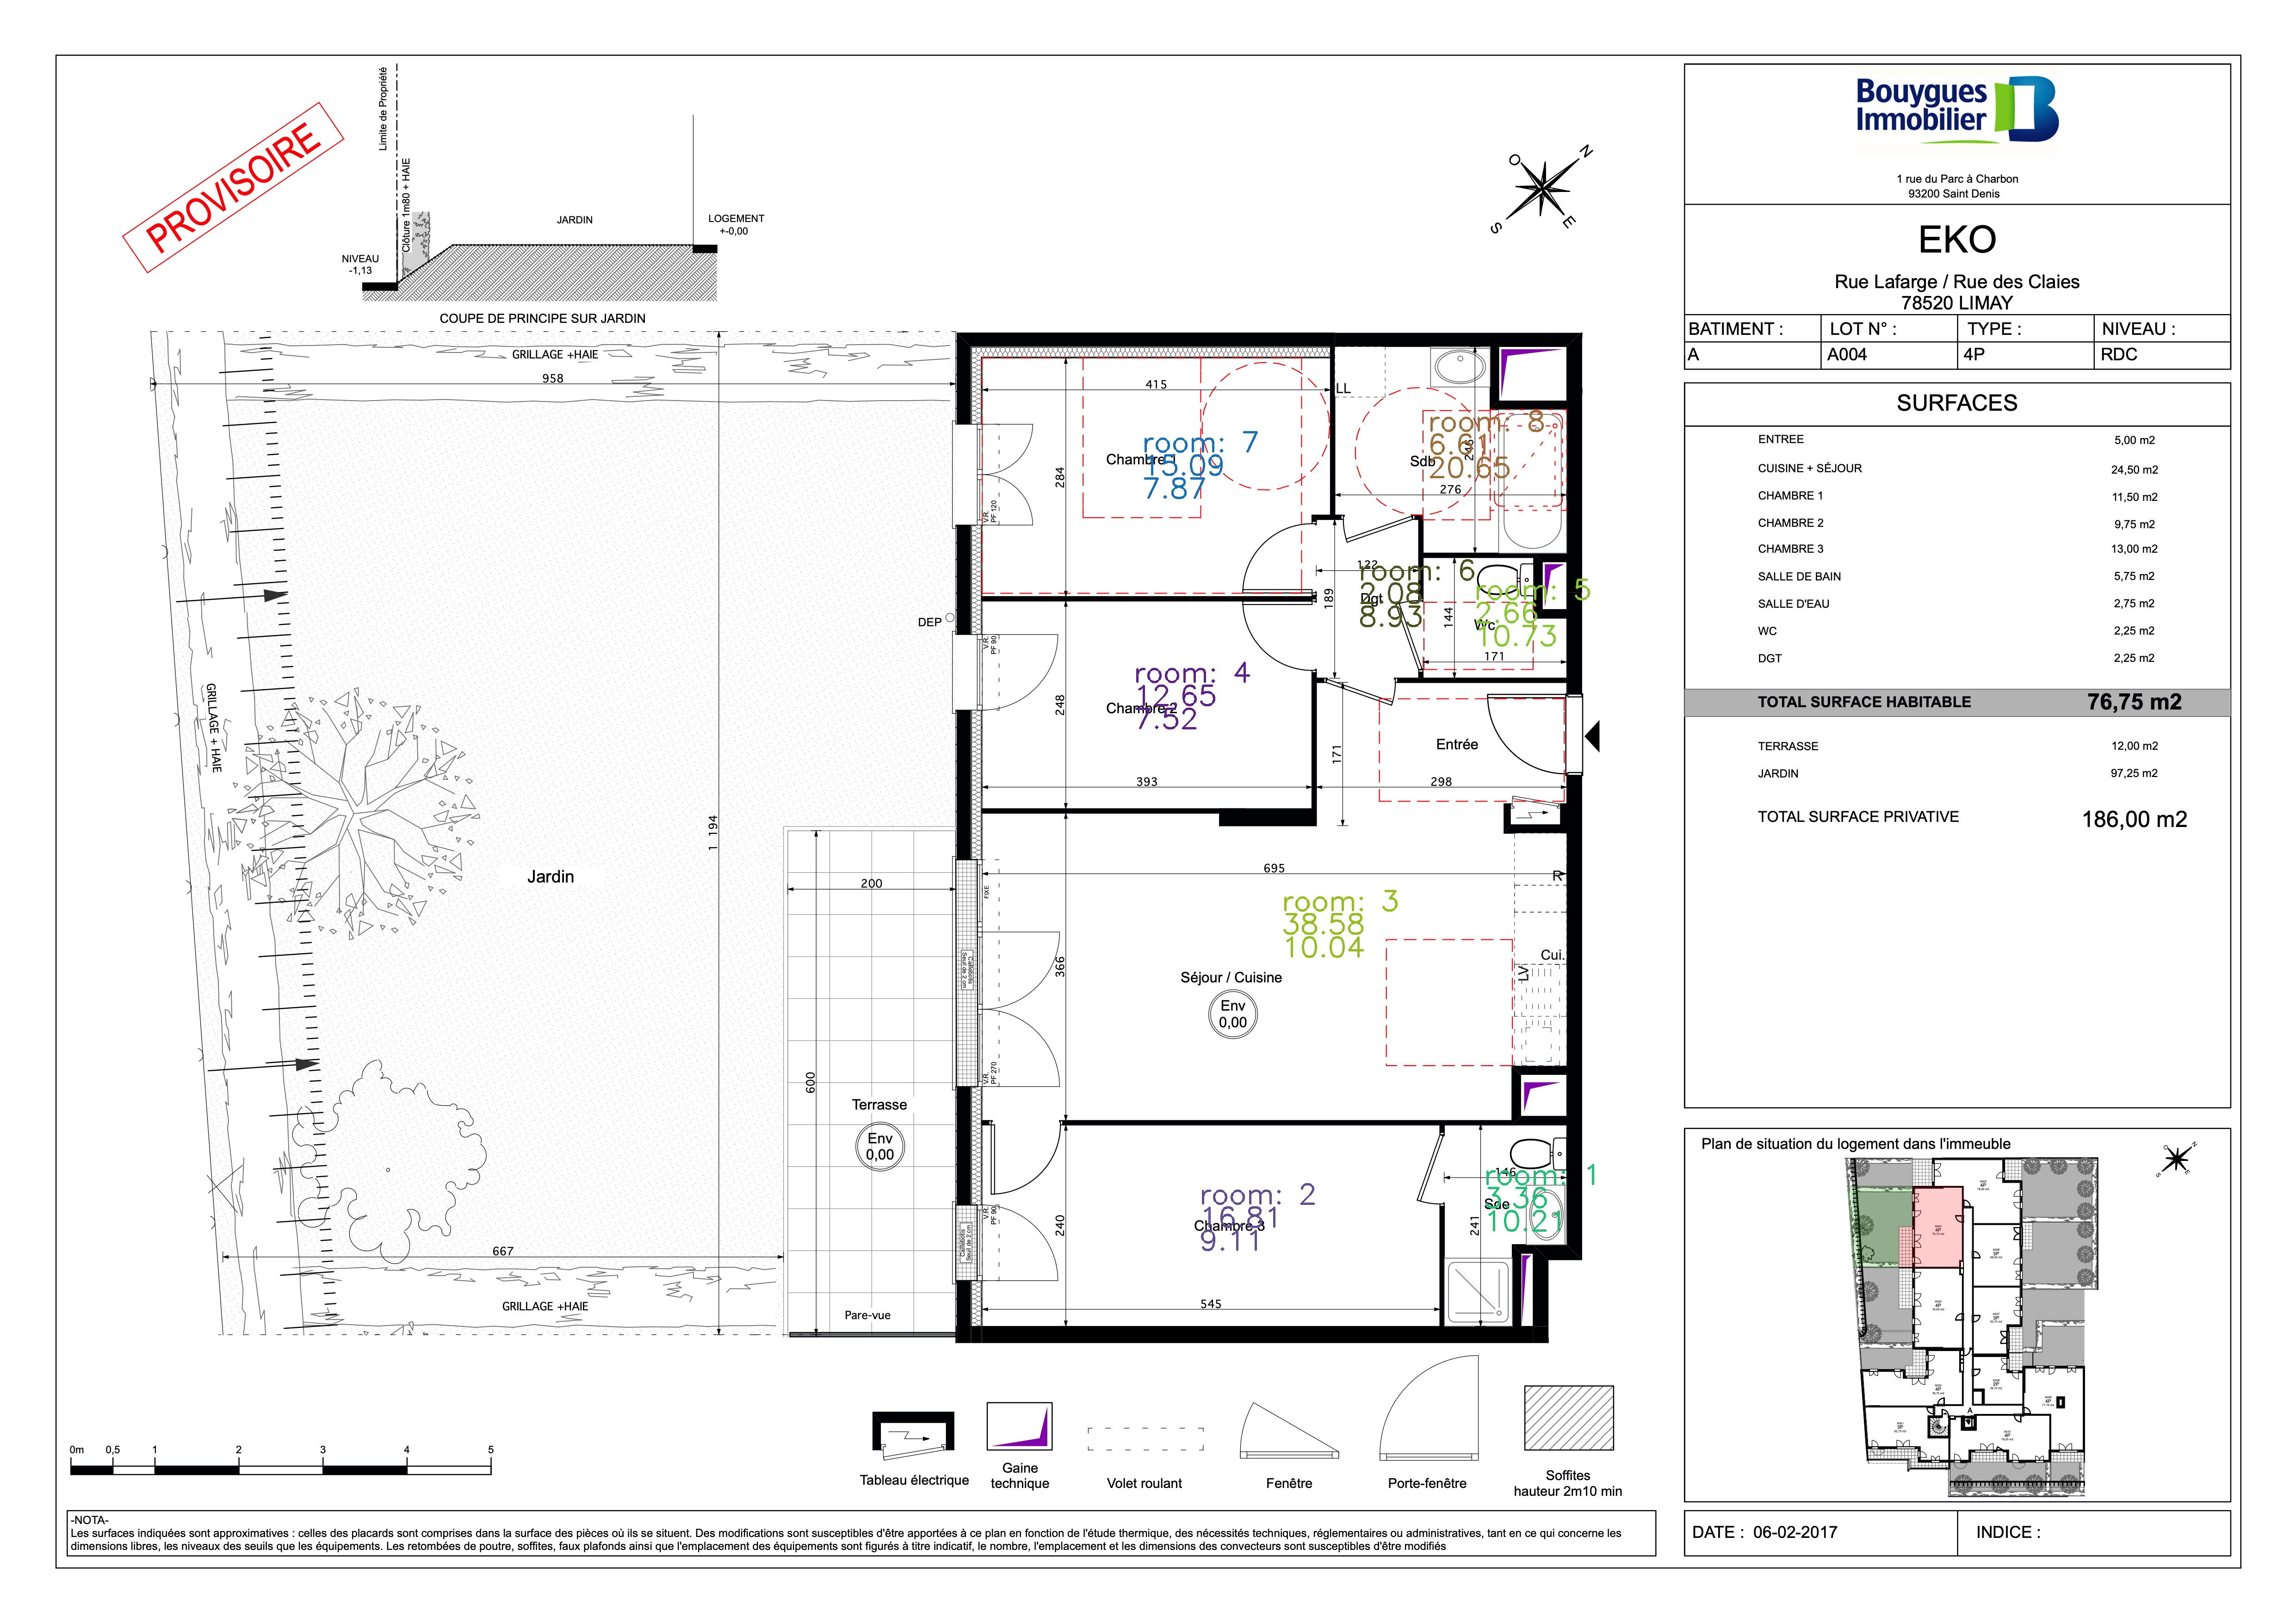 PROVISOIRE
Limite de Propriété
Clôture 1m80 + HAIE
JARDIN
LOGEMENT
+-0,00
NIVEAU
-1,13
COUPE DE PRINCIPE SUR JARDIN
N
O
E
S
Bouygues
Immobilier
1 rue du Parc à Charbon
93200 Saint Denis
EKO
Rue Lafarge / Rue des Claies
78520 LIMAY
BATIMENT : LOT N° : TYPE : NIVEAU :
A A004 4P RDC
SURFACES
ENTREE 5,00 m2
CUISINE + SÉJOUR 24,50 m2
CHAMBRE 1 11,50 m2
CHAMBRE 2 9,75 m2
CHAMBRE 3 13,00 m2
SALLE DE BAIN 5,75 m2
SALLE D'EAU 2,75 m2
WC 2,25 m2
DGT 2,25 m2
TOTAL SURFACE HABITABLE 76,75 m2
TERRASSE 12,00 m2
JARDIN 97,25 m2
TOTAL SURFACE PRIVATIVE 186,00 m2
GRILLAGE +HAIE
958
415
LL
284
Chambre 1
room: 7
15.09
7.87
V.R.
PF 120
Sdb
room: 8
6.61
20.65
246
276
122
room: 6
2.08
8.93
Dgt
189
144
room: 5
2.66
10.73
Wc
171
DEP
V.R.
PF 90
248
room: 4
12.65
7.52
Chambre 2
393
171
Entrée
298
GRILLAGE + HAIE
1 194
Jardin
200
600
FIXE
695
R
room: 3
38.58
10.04
366
Séjour / Cuisine
Env
0,00
Cui.
LV
Caillebotis
Seuil de 2 cm
V.R.
PF 270
Terrasse
Env
0,00
V.R.
PF 90
Caillebotis
Seuil de 2 cm
240
room: 2
16.81
9.11
Chambre 3
545
146
room: 1
3.36
10.21
Sde
241
667
GRILLAGE +HAIE
Pare-vue
Plan de situation du logement dans l'immeuble
N
E
S
A
0m 0,5 1 2 3 4 5
Tableau électrique
Gaine
technique
Volet roulant
Fenêtre
Porte-fenêtre
Soffites
hauteur 2m10 min
-NOTA-
Les surfaces indiquées sont approximatives : celles des placards sont comprises dans la surface des pièces où ils se situent. Des modifications sont susceptibles d'être apportées à ce plan en fonction de l'étude thermique, des nécessités techniques, réglementaires ou administratives, tant en ce qui concerne les
dimensions libres, les niveaux des seuils que les équipements. Les retombées de poutre, soffites, faux plafonds ainsi que l'emplacement des équipements sont figurés à titre indicatif, le nombre, l'emplacement et les dimensions des convecteurs sont susceptibles d'être modifiés
DATE : 06-02-2017
INDICE :